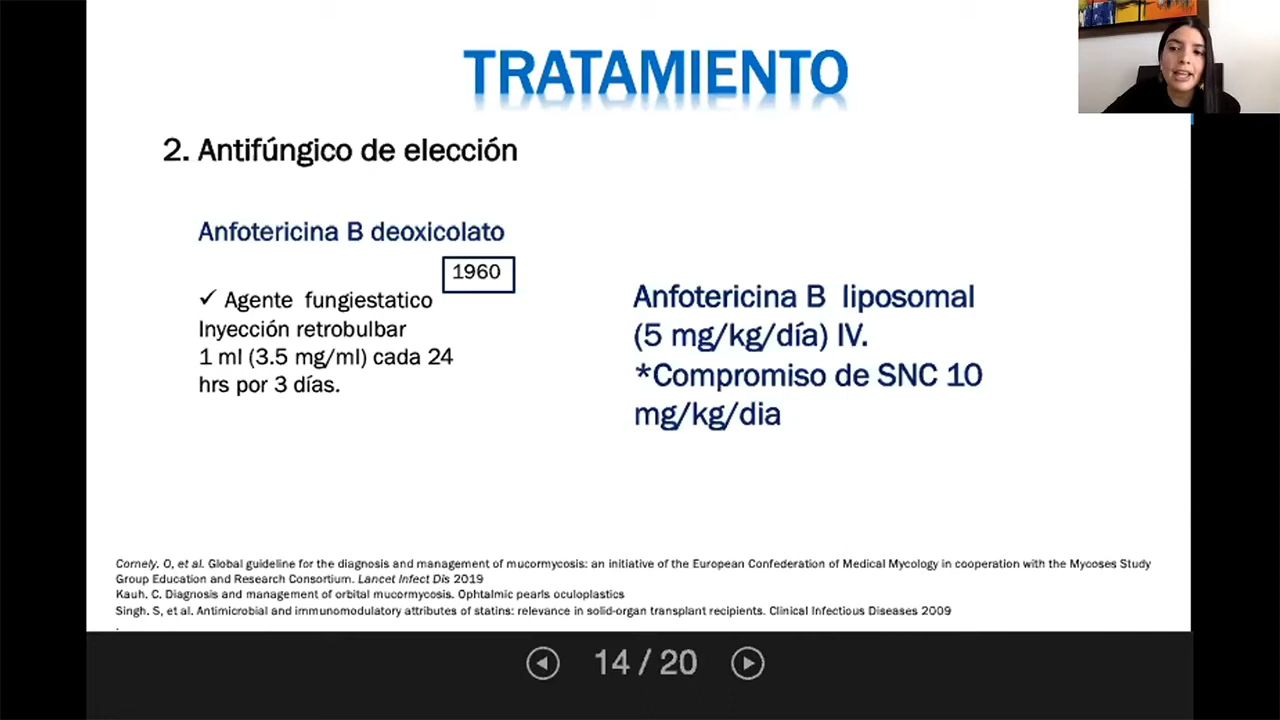 TRATAMIENTO
2. Antifúngico de elección
Anfotericina B deoxicolato
1960
✓ Agente fungiestatico
Inyección retrobulbar
1 ml (3.5 mg/ml) cada 24
hrs por 3 días.
Anfotericina B liposomal
(5 mg/kg/día) IV.
*Compromiso de SNC 10
mg/kg/dia
Cornely. O, et al. Global guideline for the diagnosis and management of mucormycosis: an initiative of the European Confederation of Medical Mycology in cooperation with the Mycoses Study
Group Education and Research Consortium. Lancet Infect Dis 2019
Kauh. C. Diagnosis and management of orbital mucormycosis. Ophtalmic pearls oculoplastics
Singh. S, et al. Antimicrobial and immunomodulatory attributes of statins: relevance in solid-organ transplant recipients. Clinical Infectious Diseases 2009
.
14 / 20